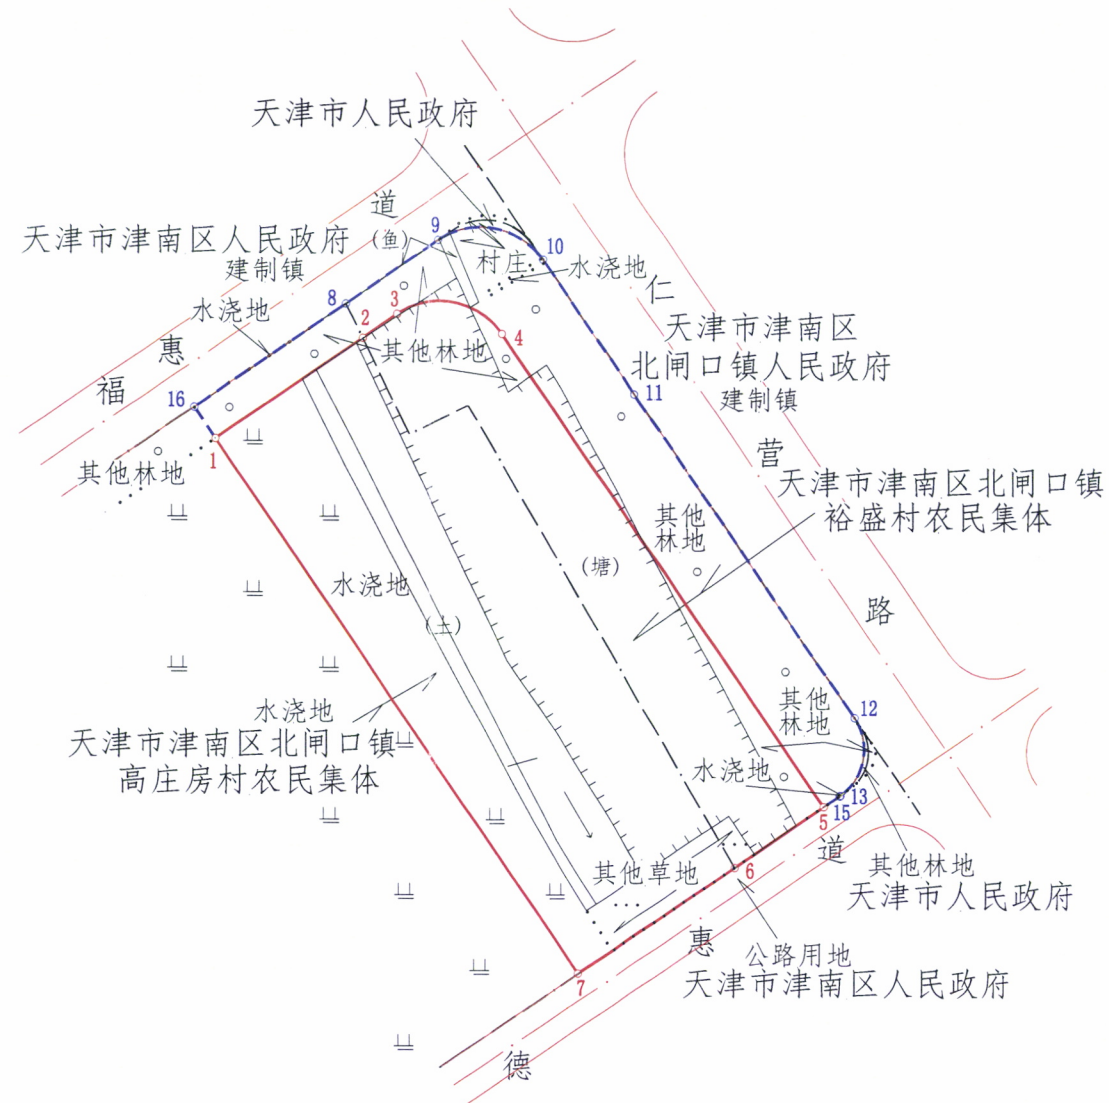 天津市人民政府
道
9
天津市津南区人民政府
(鱼)
建制镇
10
村庄
水浇地
仁
8
3
水浇地
2
4
天津市津南区
北闸口镇人民政府
建制镇
惠
其他林地
福
16
11
1
其他林地
营
天津市津南区北闸口镇
裕盛村农民集体
其他
林地
(塘)
水浇地
路
(土)
其他
林地
12
水浇地
天津市津南区北闸口镇
高庄房村农民集体
水浇地
13
5
15
道
其他林地
天津市人民政府
其他草地
6
惠
公路用地
天津市津南区人民政府
7
德